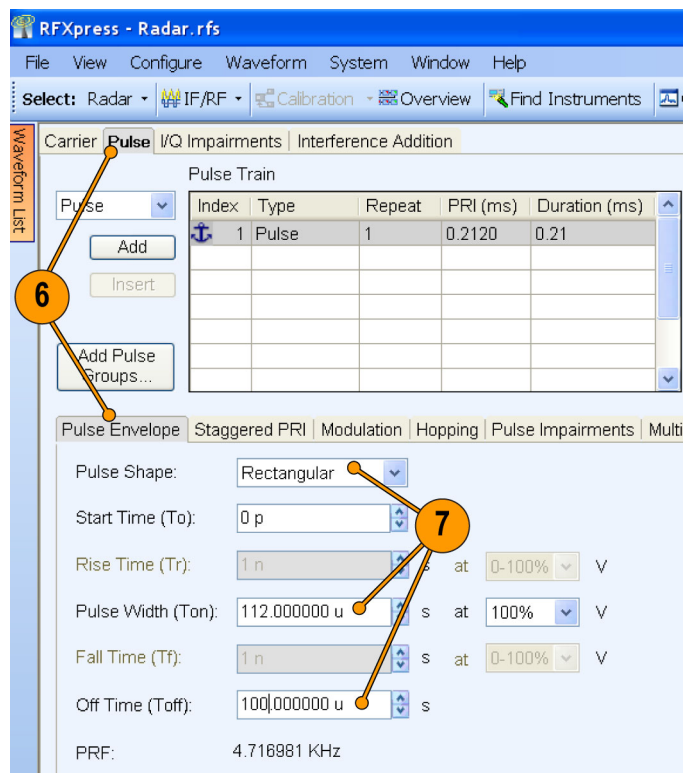 RFXpress - Radar.rfs
File View Configure Waveform System Window Help
Select: Radar IF/RF Calibration Overview Find Instruments
Waveform List
Carrier Pulse I/Q Impairments Interference Addition
Pulse Train
Pulse
Index Type Repeat PRI (ms) Duration (ms)
1 Pulse 1 0.2120 0.21
Add
Insert
6
Add Pulse Groups...
Pulse Envelope Staggered PRI Modulation Hopping Pulse Impairments Multi
Pulse Shape: Rectangular
Start Time (To): 0 p
7
Rise Time (Tr): 1 n s at 0-100% V
Pulse Width (Ton): 112.000000 u s at 100% V
Fall Time (Tf): 1 n s at 0-100% V
Off Time (Toff): 100.000000 u s
PRF: 4.716981 KHz